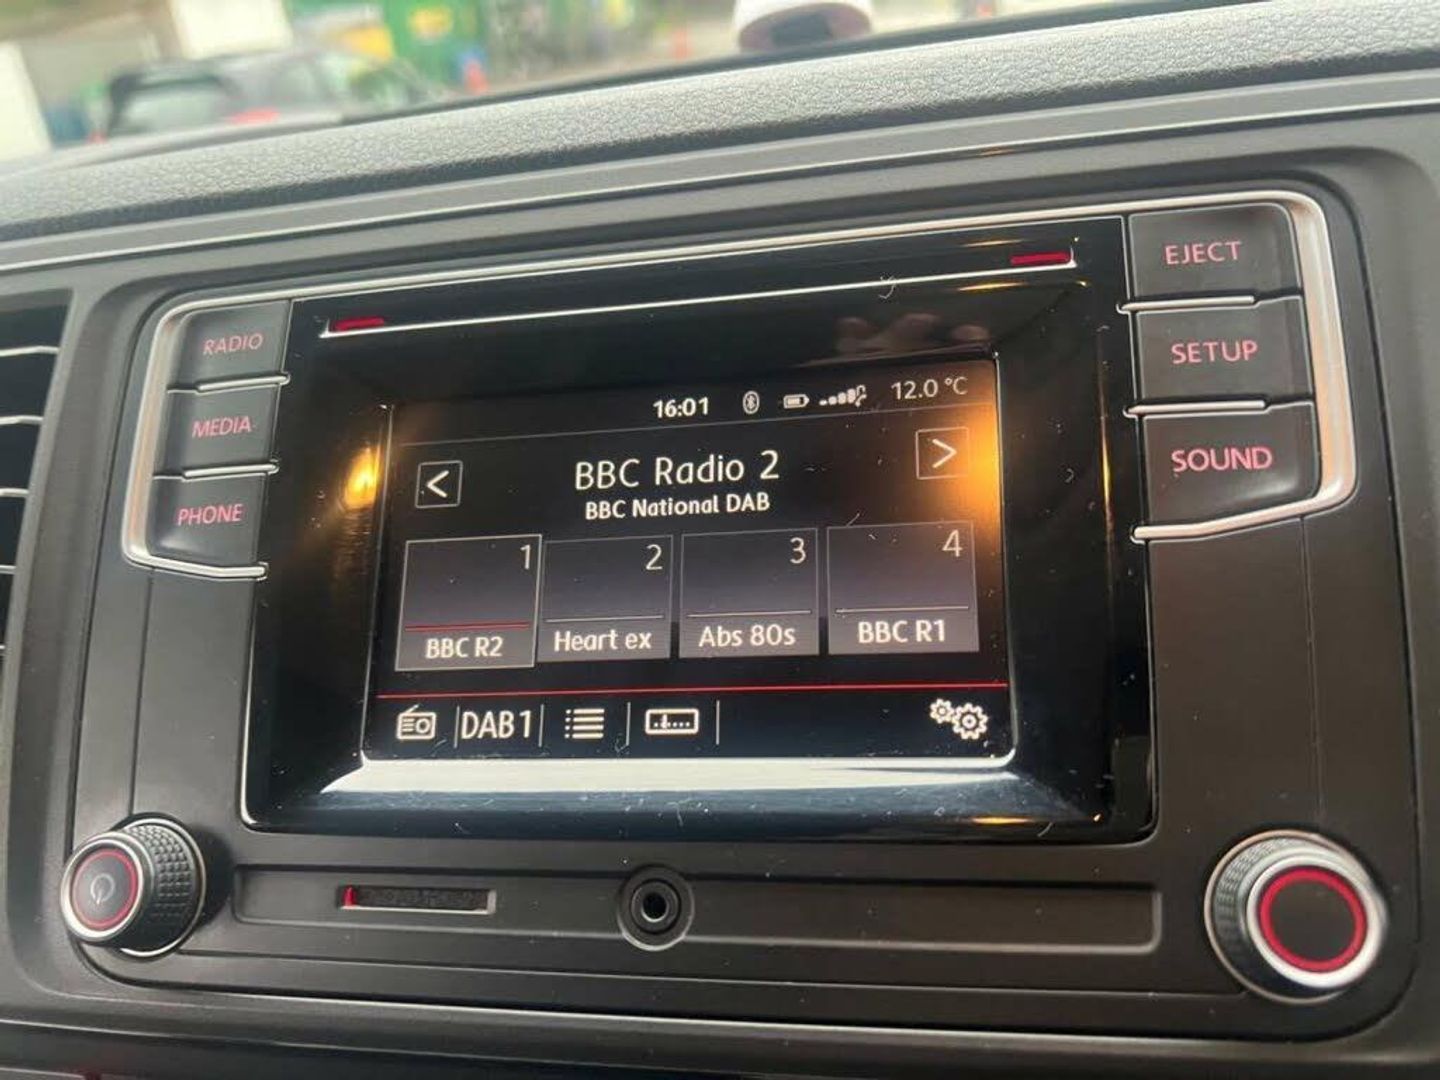 EJECT
RADIO
SETUP
MEDIA
SOUND
PHONE
16:01 12.0 °C
< BBC Radio 2 >
BBC National DAB
1 2 3 4
BBC R2 Heart ex Abs 80s BBC R1
DAB1